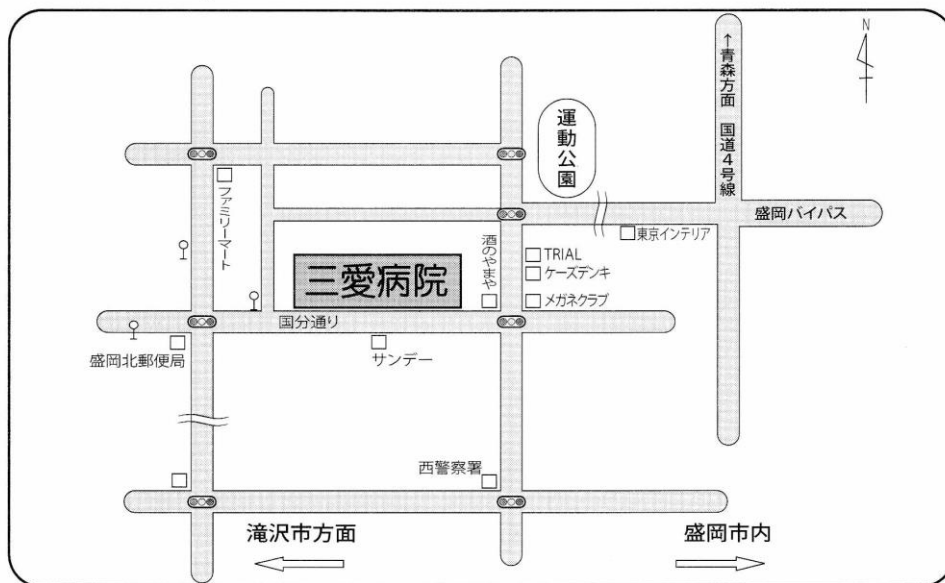 N
↑青森方面 国道4号線
運動公園
盛岡バイパス
ファミリーマート
東京インテリア
酒のやまや
TRIAL
ケーズデンキ
三愛病院
メガネクラブ
国分通り
盛岡北郵便局
サンデー
西警察署
滝沢市方面
盛岡市内